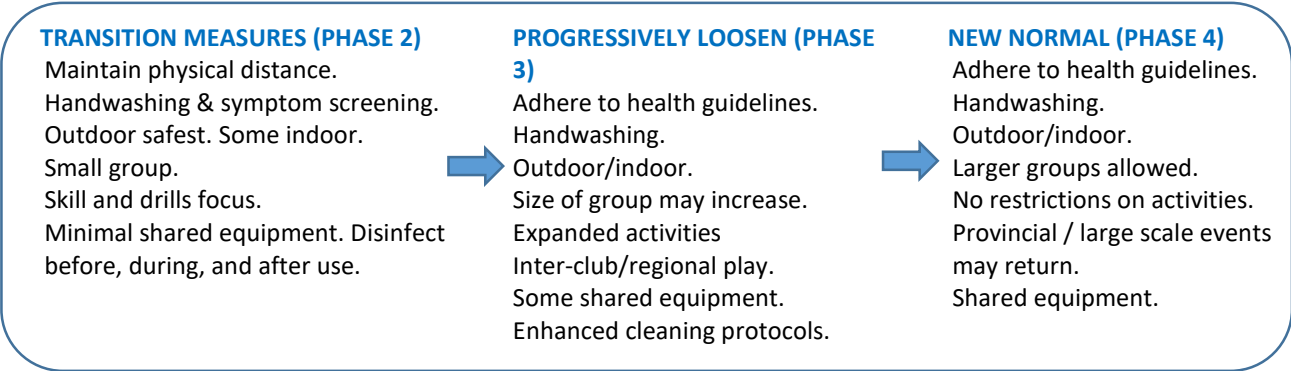 TRANSITION MEASURES (PHASE 2)
Maintain physical distance.
Handwashing & symptom screening.
Outdoor safest. Some indoor.
Small group.
Skill and drills focus.
Minimal shared equipment. Disinfect
before, during, and after use.
PROGRESSIVELY LOOSEN (PHASE
3)
Adhere to health guidelines.
Handwashing.
Outdoor/indoor.
Size of group may increase.
Expanded activities
Inter-club/regional play.
Some shared equipment.
Enhanced cleaning protocols.
NEW NORMAL (PHASE 4)
Adhere to health guidelines.
Handwashing.
Outdoor/indoor.
Larger groups allowed.
No restrictions on activities.
Provincial / large scale events
may return.
Shared equipment.